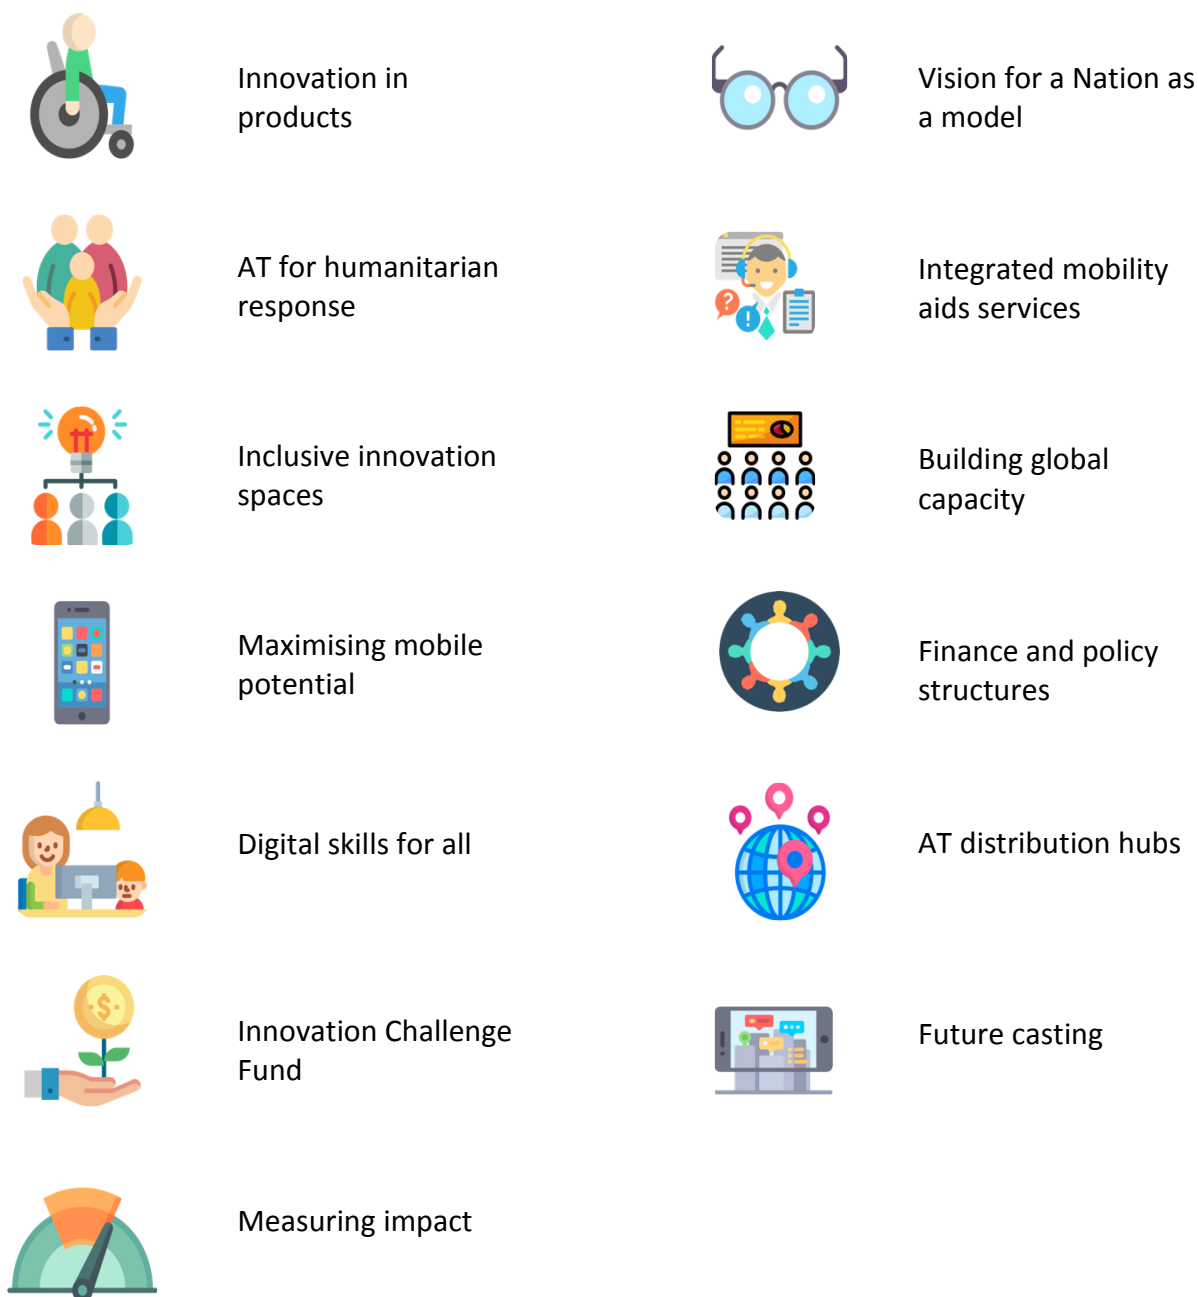 Innovation in
products
Vision for a Nation as
a model
AT for humanitarian
response
Integrated mobility
aids services
Inclusive innovation
spaces
Building global
capacity
Maximising mobile
potential
Finance and policy
structures
Digital skills for all
AT distribution hubs
Innovation Challenge
Fund
Future casting
Measuring impact